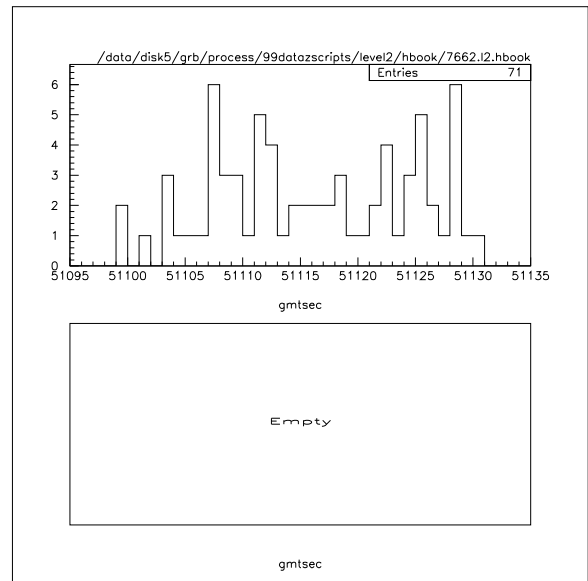 /data/disk5/grb/process/99datazscripts/level2/hbook/7662.l2.hbook
Entries 71
6
5
4
3
2
1
0
51095 51100 51105 51110 51115 51120 51125 51130 51135
gmtsec
Empty
gmtsec